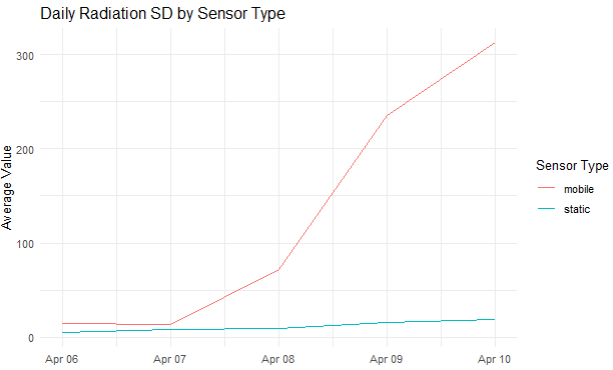 Daily Radiation SD by Sensor Type
Average Value
300
200
100
0
Apr 06
Apr 07
Apr 08
Apr 09
Apr 10
Sensor Type
mobile
static